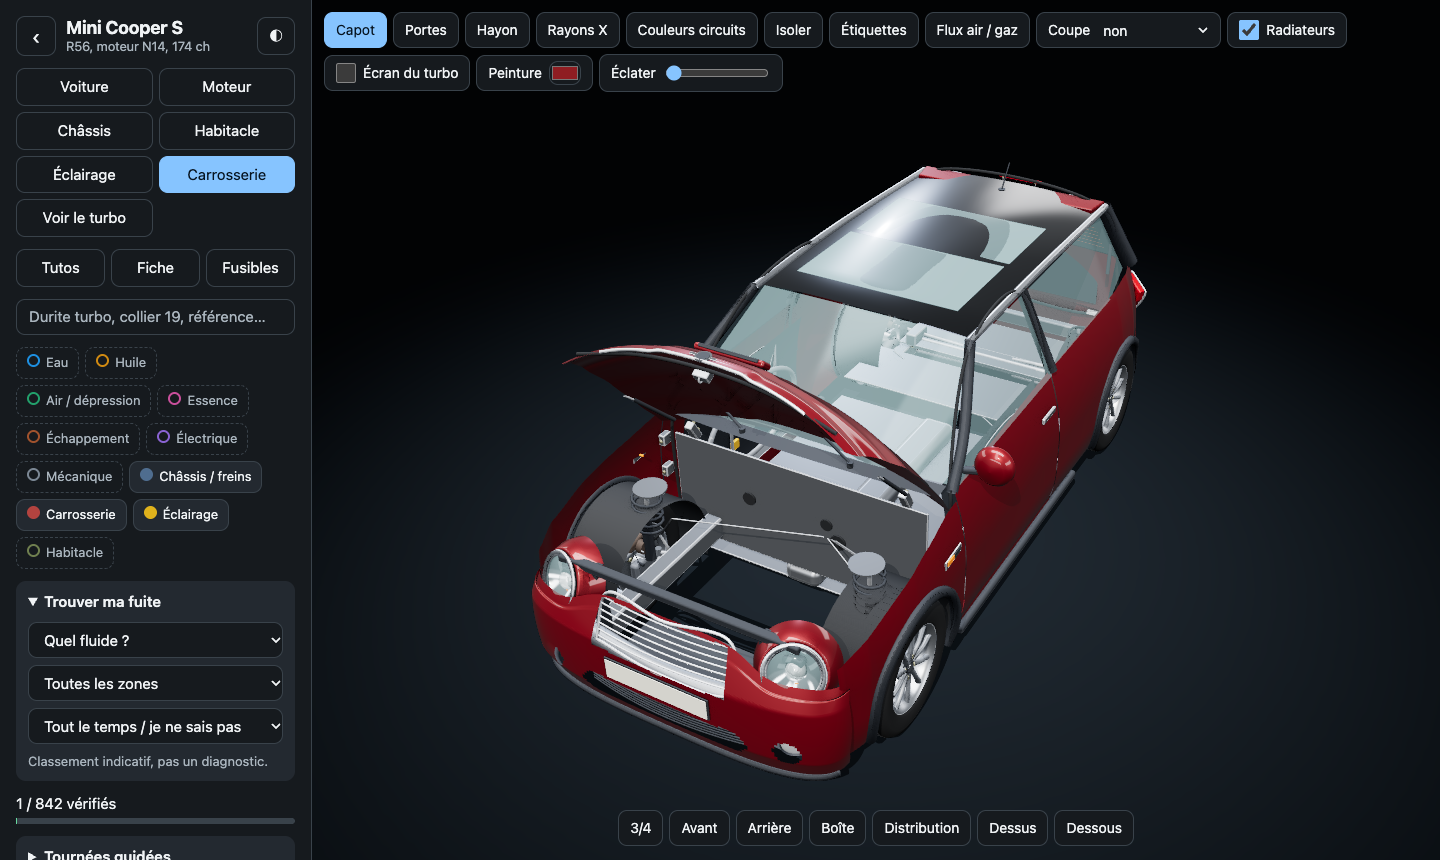 Mini Cooper S
R56, moteur N14, 174 ch
Voiture
Moteur
Châssis
Habitacle
Éclairage
Carrosserie
Voir le turbo
Tutos
Fiche
Fusibles
Durite turbo, collier 19, référence...
Eau
Huile
Air / dépression
Essence
Échappement
Électrique
Mécanique
Châssis / freins
Carrosserie
Éclairage
Habitacle
Trouver ma fuite
Quel fluide ?
Toutes les zones
Tout le temps / je ne sais pas
Classement indicatif, pas un diagnostic.
1 / 842 vérifiés
Tournées guidées
Capot
Portes
Hayon
Rayons X
Couleurs circuits
Isoler
Étiquettes
Flux air / gaz
Coupe non
Radiateurs
Écran du turbo
Peinture
Éclater
3/4
Avant
Arrière
Boîte
Distribution
Dessus
Dessous